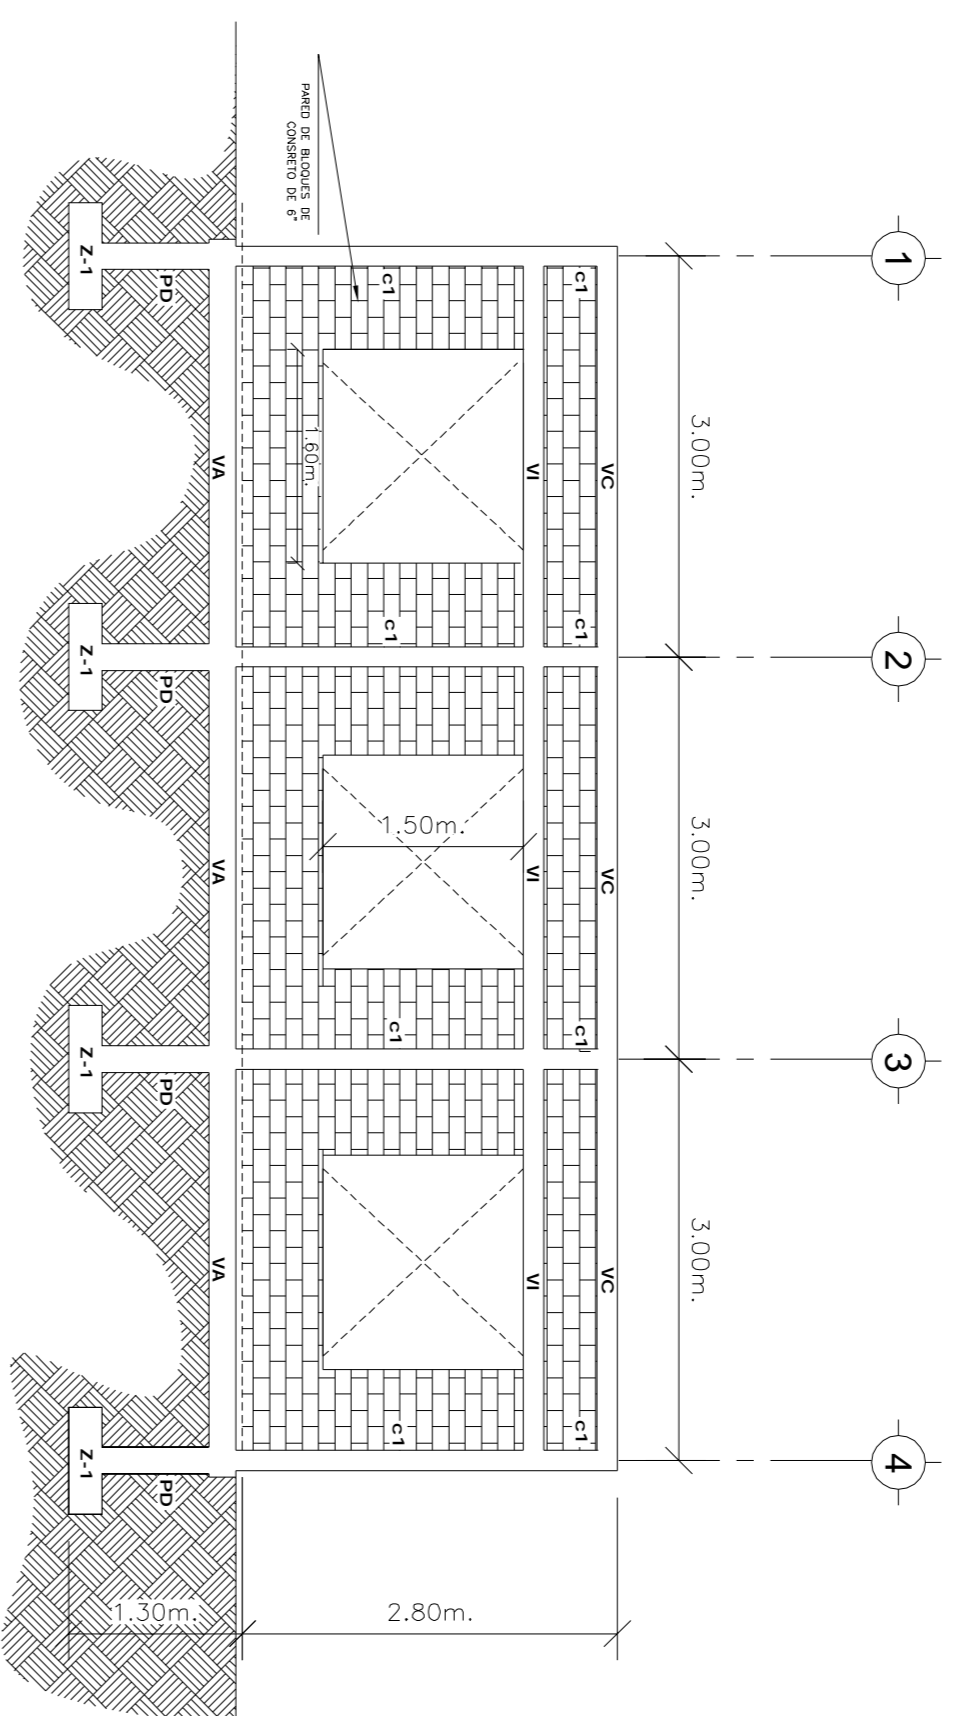 1
2
3
4
3.00m.
3.00m.
3.00m.
VC
VC
VC
c1
c1
c1
c1
VI
VI
VI
c1
c1
c1
c1
1.50m.
1.60m.
PARED DE BLOQUES DE
CONSRETO DE 6"
2.80m.
VA
VA
VA
PD
PD
PD
PD
1.30m.
Z-1
Z-1
Z-1
Z-1